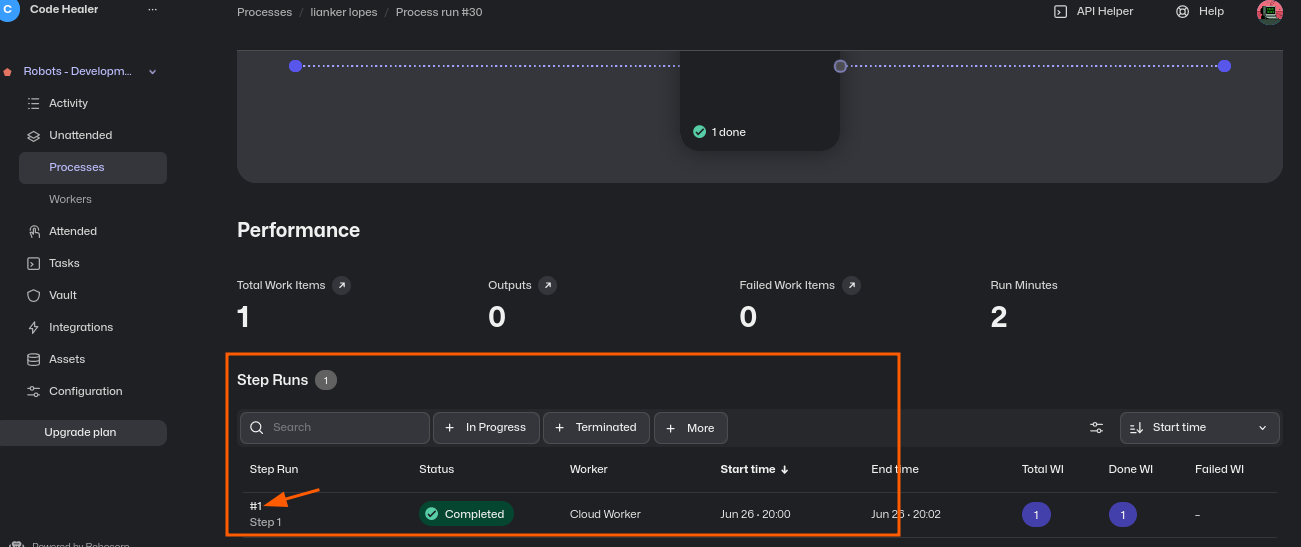 C
Code Healer
...
Processes / lianker lopes / Process run #30
API Helper
Help
Robots - Developm...
Activity
Unattended
Processes
Workers
Attended
Tasks
Vault
Integrations
Assets
Configuration
Upgrade plan
Powered by Robocorp
1 done
Performance
Total Work Items
Outputs
Failed Work Items
Run Minutes
1
0
0
2
Step Runs 1
Search
+ In Progress
+ Terminated
+ More
Start time
Step Run Status Worker Start time ↓ End time Total WI Done WI Failed WI
#1
Step 1
Completed Cloud Worker Jun 26 • 20:00 Jun 26 • 20:02 1 1 –